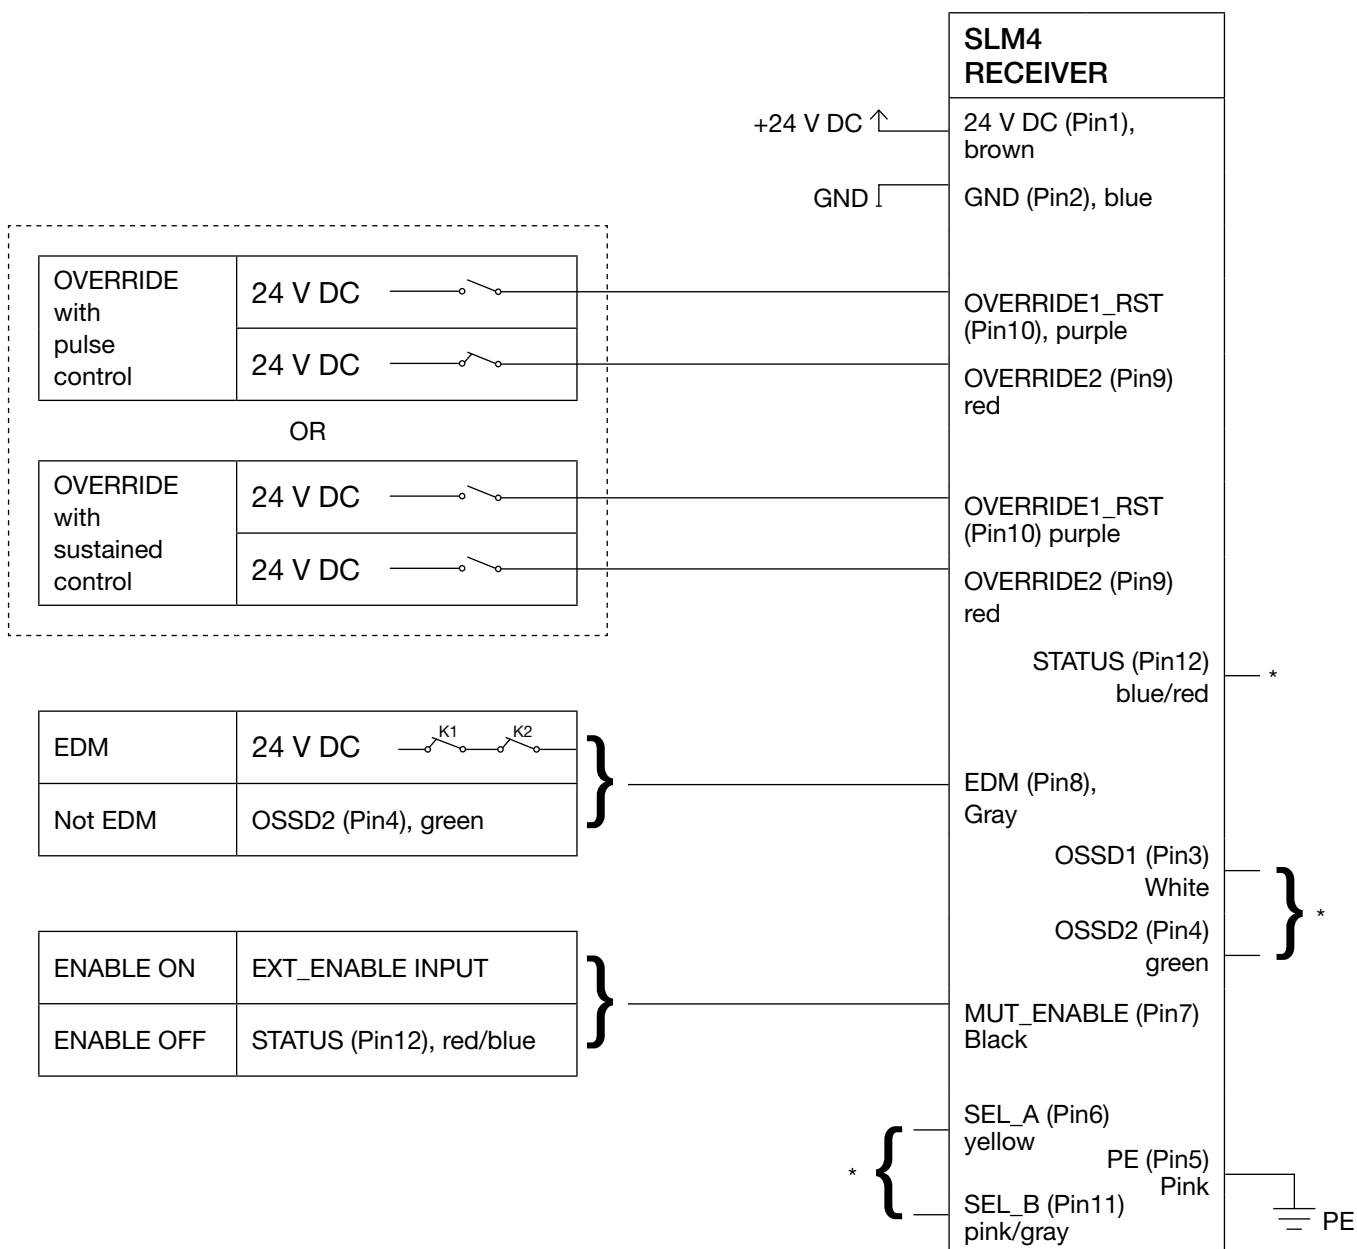 SLM4
RECEIVER
+24 V DC
24 V DC (Pin1),
brown
GND
GND (Pin2), blue
OVERRIDE
with
pulse
control
24 V DC
24 V DC
OVERRIDE1_RST
(Pin10), purple
OVERRIDE2 (Pin9)
red
OR
OVERRIDE
with
sustained
control
24 V DC
24 V DC
OVERRIDE1_RST
(Pin10) purple
OVERRIDE2 (Pin9)
red
STATUS (Pin12)
blue/red
*
EDM
24 V DC
K1
K2
Not EDM
OSSD2 (Pin4), green
EDM (Pin8),
Gray
OSSD1 (Pin3)
White
OSSD2 (Pin4)
green
*
ENABLE ON
EXT_ENABLE INPUT
ENABLE OFF
STATUS (Pin12), red/blue
MUT_ENABLE (Pin7)
Black
*
SEL_A (Pin6)
yellow
PE (Pin5)
Pink
SEL_B (Pin11)
pink/gray
PE